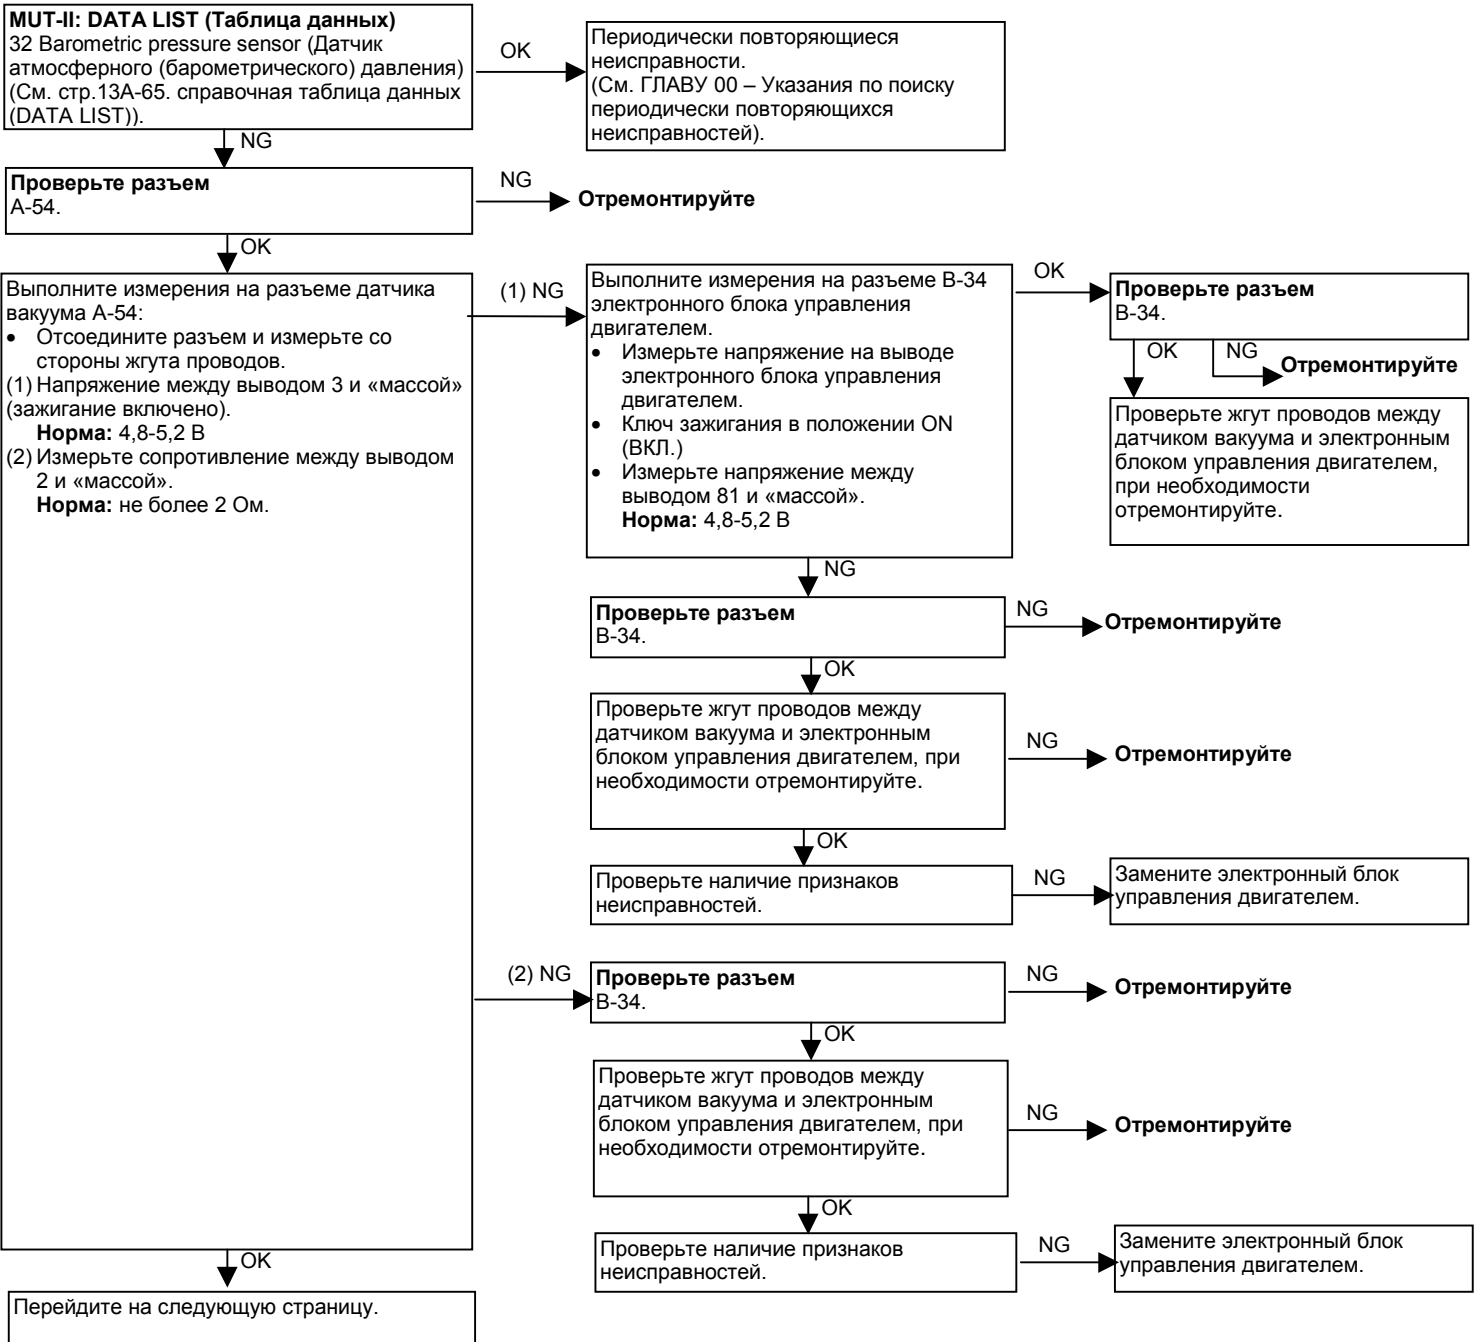 MUT-II: DATA LIST (Таблица данных)
32 Barometric pressure sensor (Датчик
атмосферного (барометрического) давления)
(См. стр.13А-65. справочная таблица данных
(DATA LIST)).
OK
Периодически повторяющиеся
неисправности.
(См. ГЛАВУ 00 – Указания по поиску
периодически повторяющихся
неисправностей).
NG
Проверьте разъем
А-54.
NG
Отремонтируйте
OK
Выполните измерения на разъеме датчика
вакуума А-54:
• Отсоедините разъем и измерьте со
стороны жгута проводов.
(1) Напряжение между выводом 3 и «массой»
(зажигание включено).
Норма: 4,8-5,2 В
(2) Измерьте сопротивление между выводом
2 и «массой».
Норма: не более 2 Ом.
(1) NG
Выполните измерения на разъеме В-34
электронного блока управления
двигателем.
• Измерьте напряжение на выводе
электронного блока управления
двигателем.
• Ключ зажигания в положении ON
(ВКЛ.)
• Измерьте напряжение между
выводом 81 и «массой».
Норма: 4,8-5,2 В
OK
Проверьте разъем
В-34.
OK
NG
Отремонтируйте
Проверьте жгут проводов между
датчиком вакуума и электронным
блоком управления двигателем,
при необходимости
отремонтируйте.
NG
Проверьте разъем
В-34.
NG
Отремонтируйте
OK
Проверьте жгут проводов между
датчиком вакуума и электронным
блоком управления двигателем, при
необходимости отремонтируйте.
NG
Отремонтируйте
OK
Проверьте наличие признаков
неисправностей.
NG
Замените электронный блок
управления двигателем.
(2) NG
Проверьте разъем
В-34.
NG
Отремонтируйте
OK
Проверьте жгут проводов между
датчиком вакуума и электронным
блоком управления двигателем, при
необходимости отремонтируйте.
NG
Отремонтируйте
OK
Проверьте наличие признаков
неисправностей.
NG
Замените электронный блок
управления двигателем.
OK
Перейдите на следующую страницу.